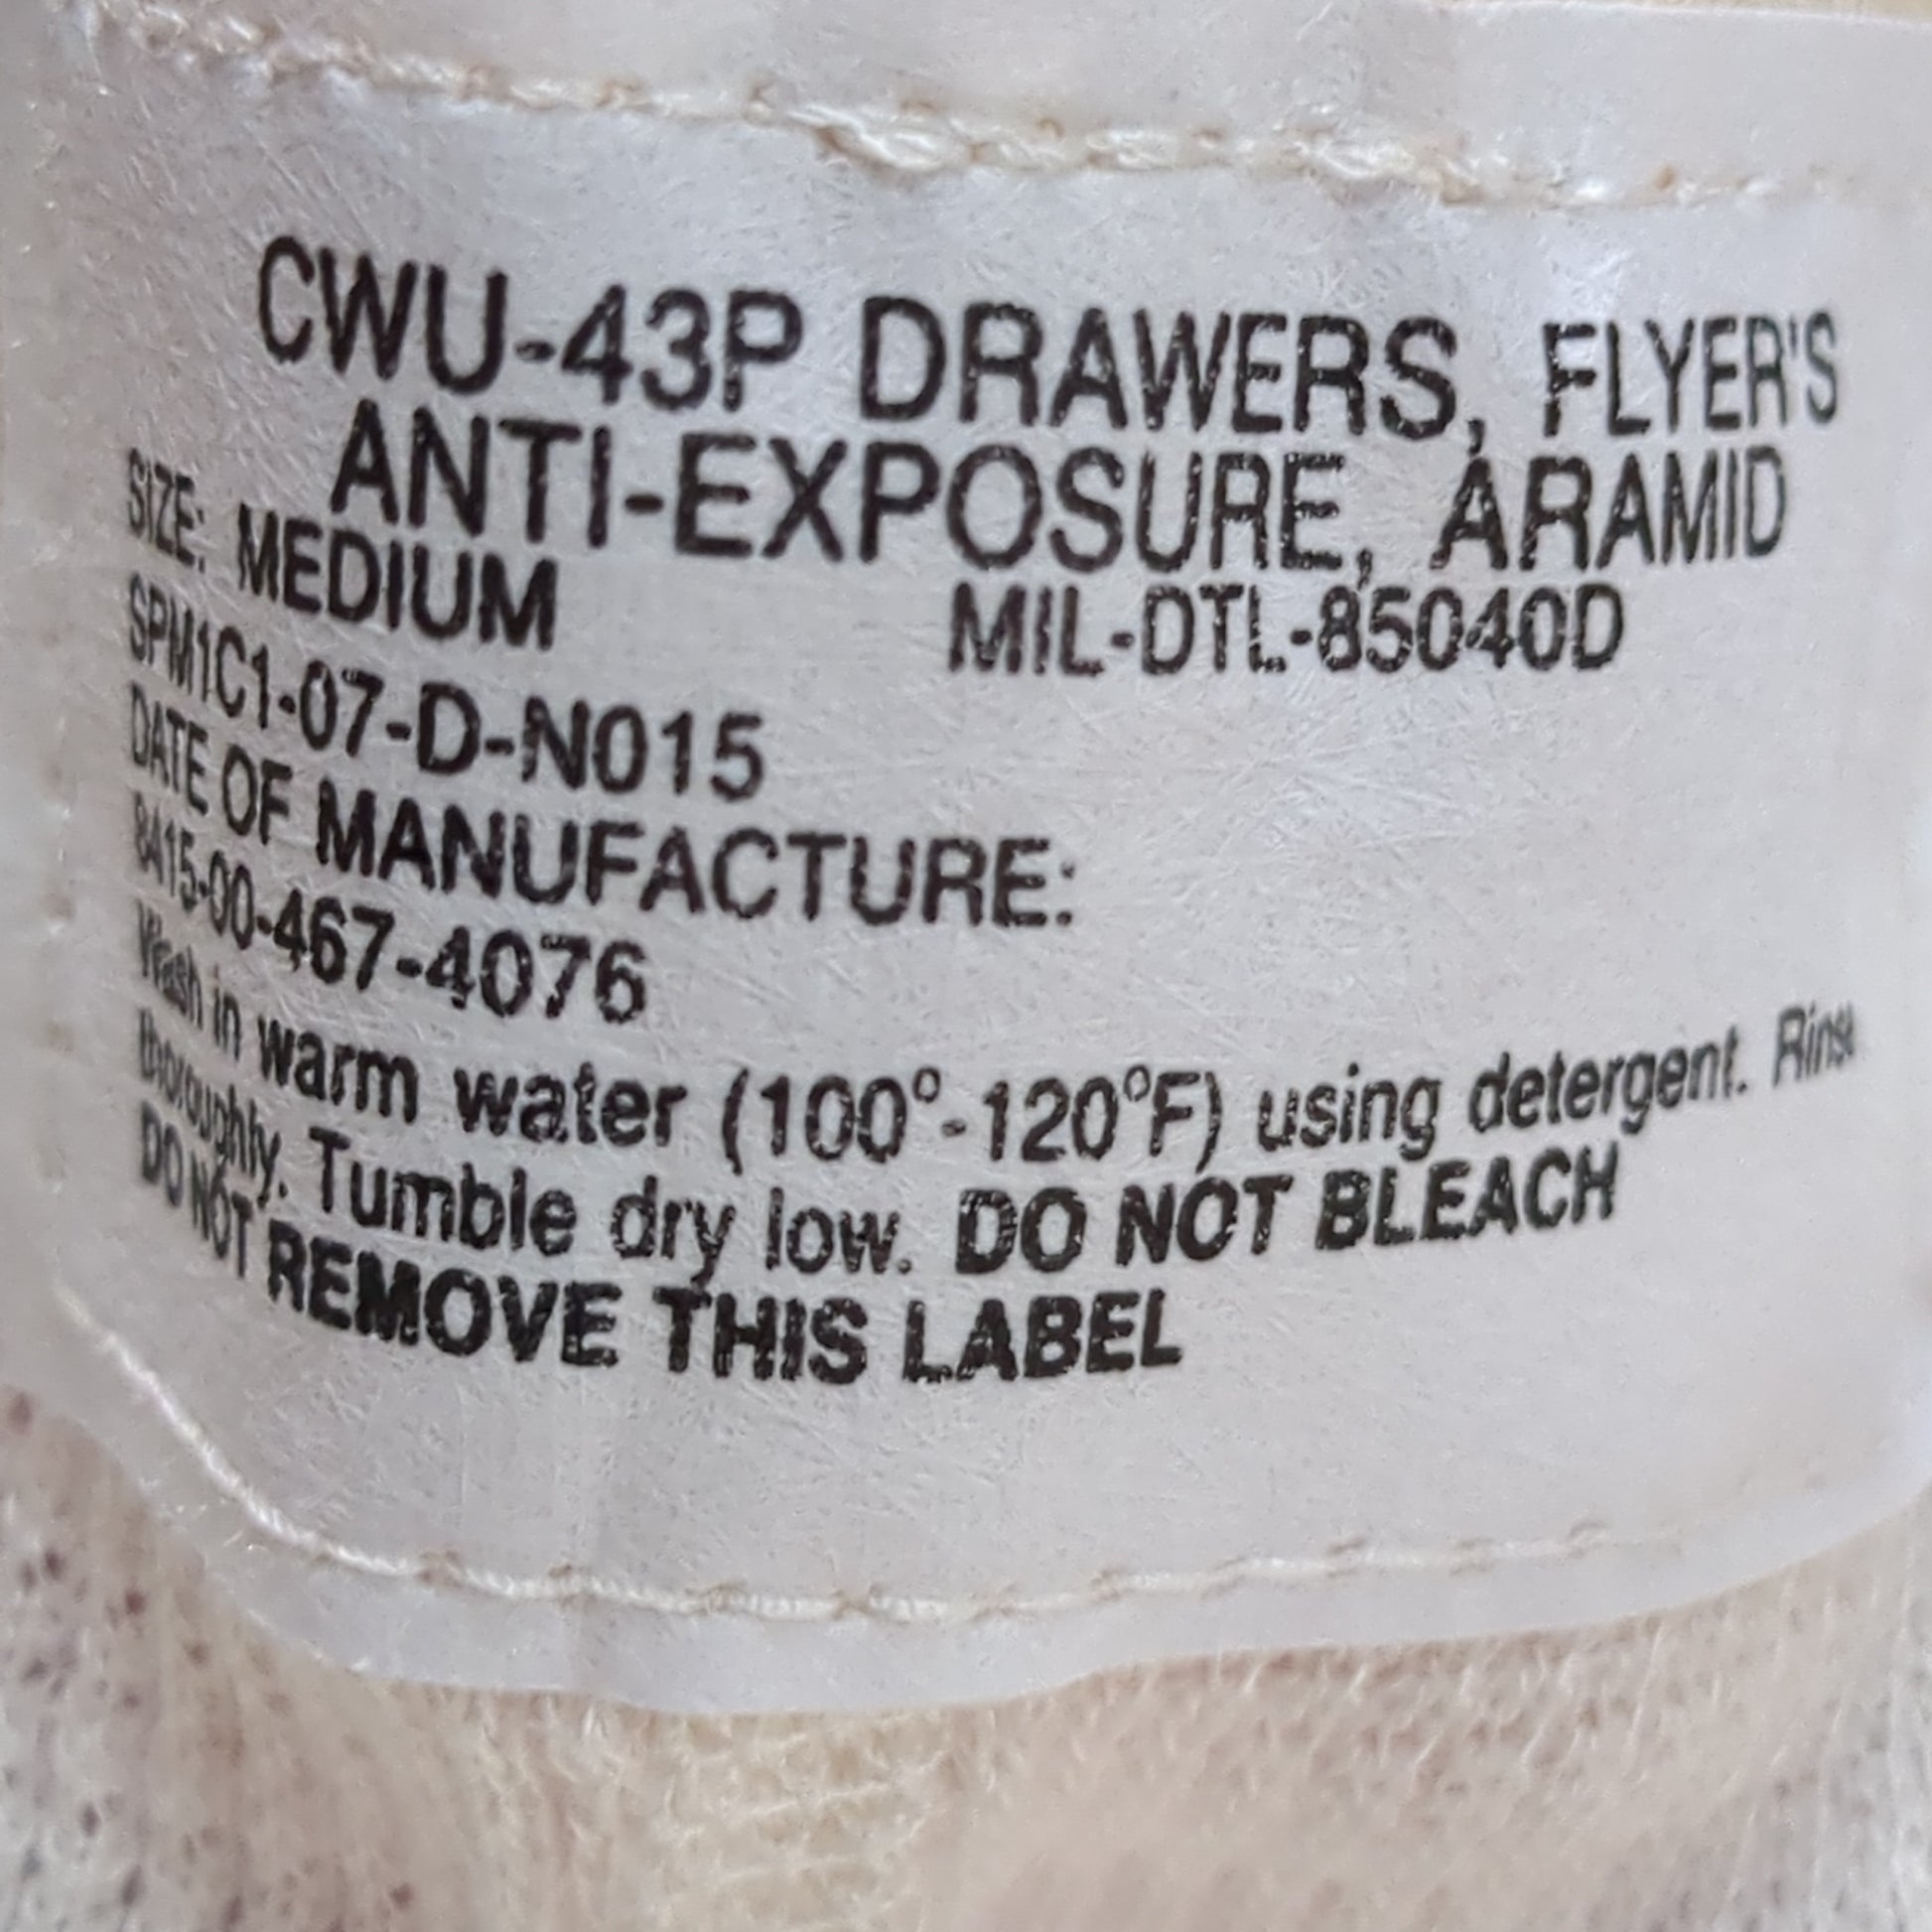 CWU-43P DRAWERS, FLYER'S
ANTI-EXPOSURE, ARAMID
SIZE: MEDIUM MIL-DTL-85040D
SPM1C1-07-D-N015
DATE OF MANUFACTURE:
8415-00-467-4076
Wash in warm water (100°-120°F) using detergent. Rinse
thoroughly. Tumble dry low. DO NOT BLEACH
DO NOT REMOVE THIS LABEL